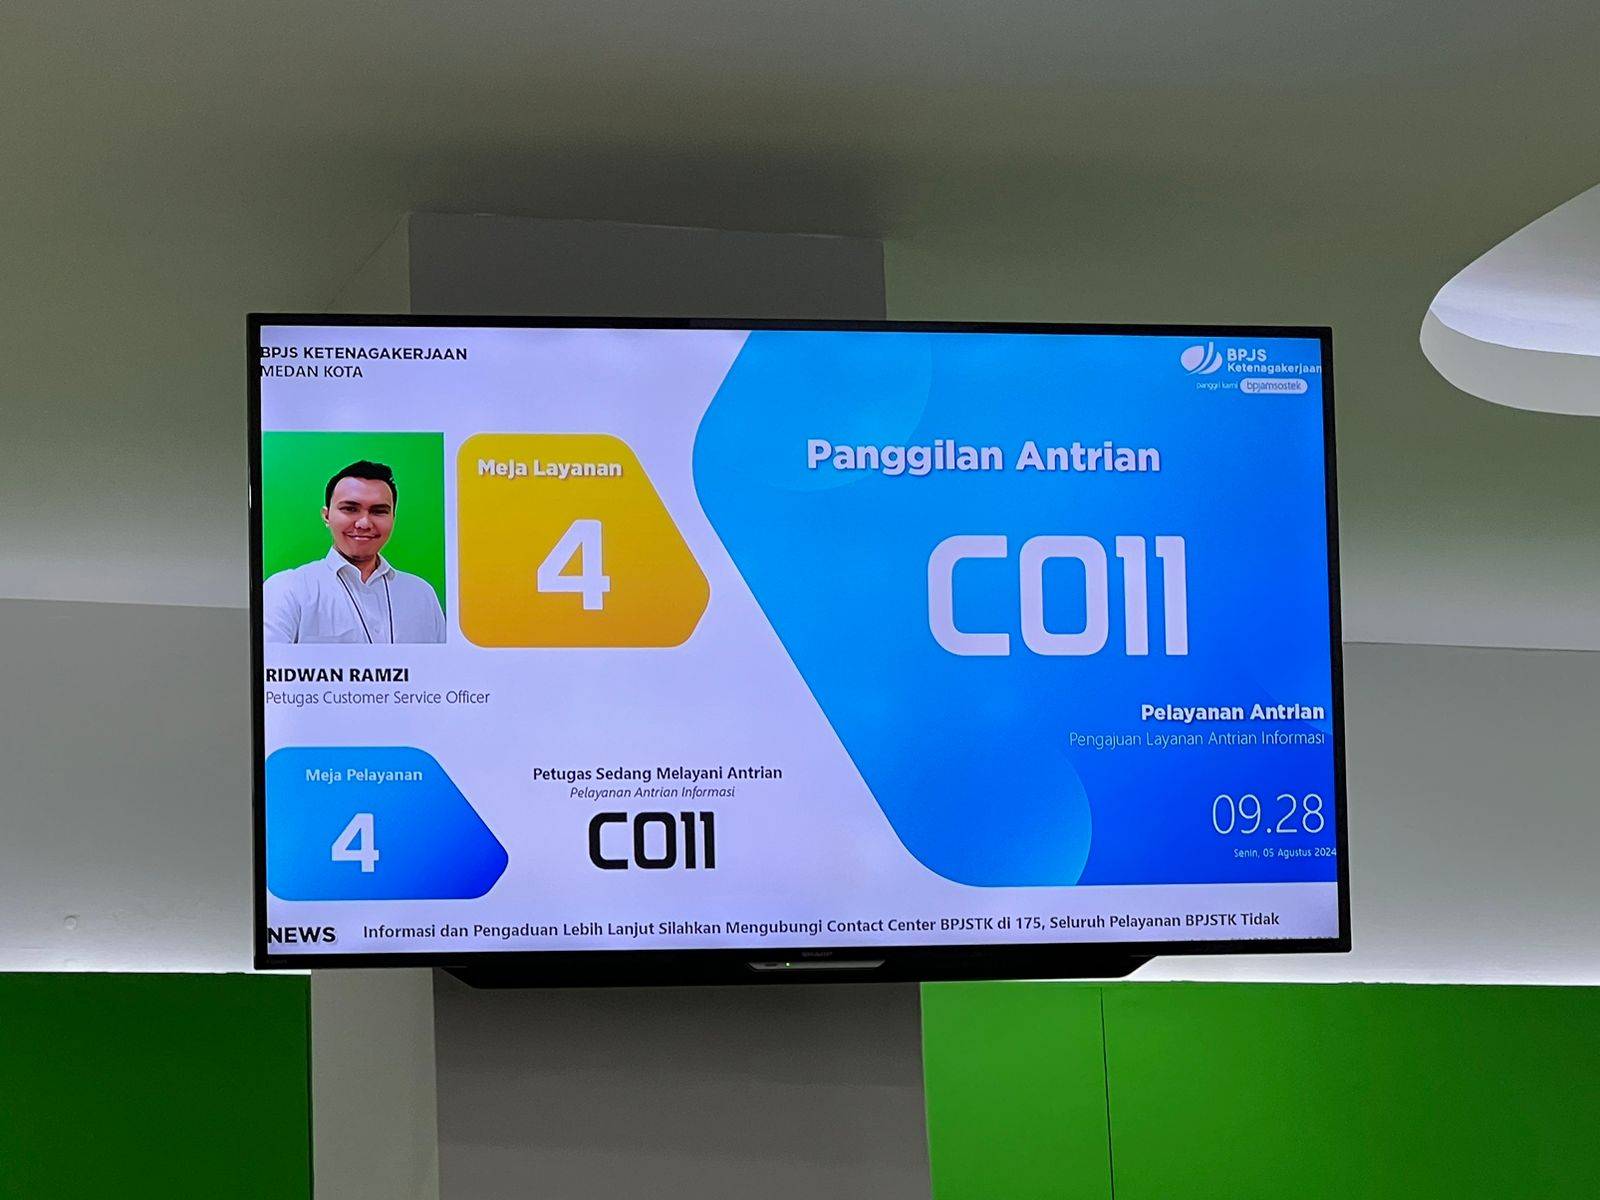 BPJS KETENAGAKERJAAN
MEDAN KOTA
BPJS
Ketenagakerjaan
panggil kami bpjamsostek
Meja Layanan
4
Panggilan Antrian
C011
RIDWAN RAMZI
Petugas Customer Service Officer
Pelayanan Antrian
Pengajuan Layanan Antrian Informasi
Meja Pelayanan
4
Petugas Sedang Melayani Antrian
Pelayanan Antrian Informasi
C011
09.28
Senin, 05 Agustus 2024
NEWS Informasi dan Pengaduan Lebih Lanjut Silahkan Mengubungi Contact Center BPJSTK di 175, Seluruh Pelayanan BPJSTK Tidak
SHARP